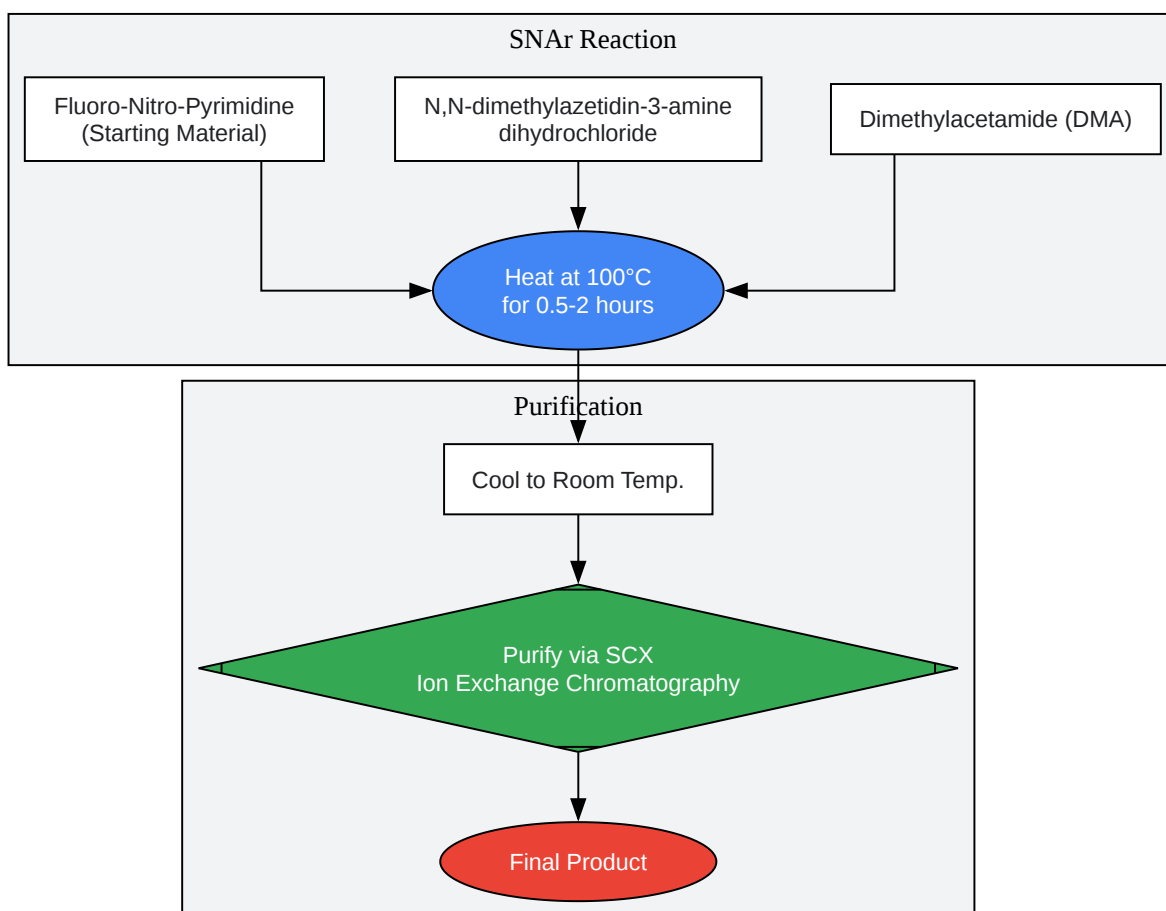 SNAr Reaction
Fluoro-Nitro-Pyrimidine
(Starting Material)
N,N-dimethylazetidin-3-amine
dihydrochloride
Dimethylacetamide (DMA)
Heat at 100°C
for 0.5-2 hours
Purification
Cool to Room Temp.
Purify via SCX
Ion Exchange Chromatography
Final Product